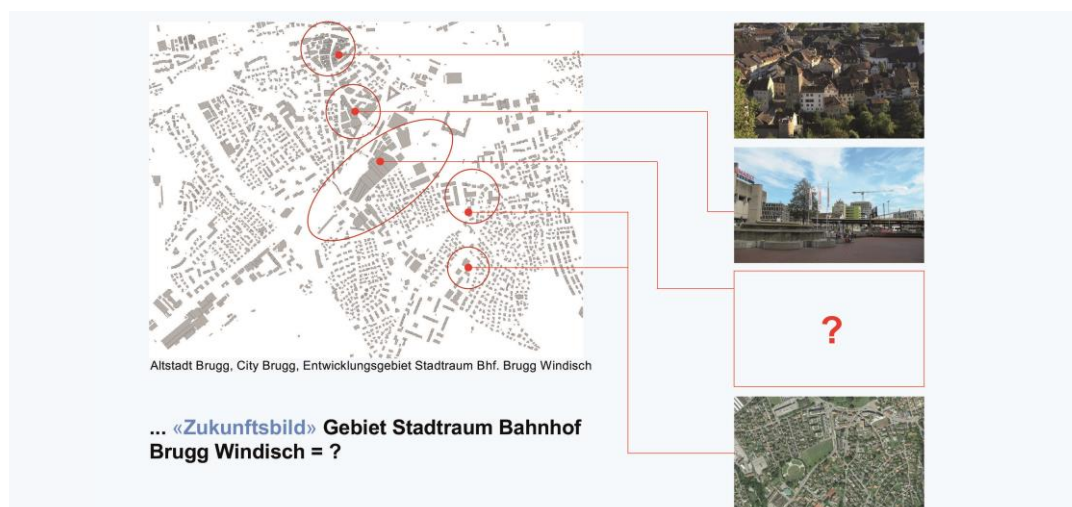 ?
Altstadt Brugg, City Brugg, Entwicklungsgebiet Stadtraum Bhf. Brugg Windisch
... «Zukunftsbild» Gebiet Stadtraum Bahnhof
Brugg Windisch = ?